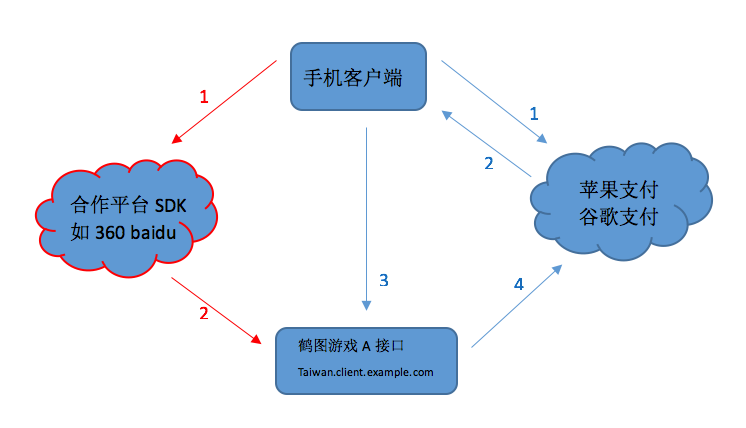 手机客户端
1
1
2
合作平台 SDK
如 360 baidu
苹果支付
谷歌支付
3
4
2
鹤图游戏 A 接口
Taiwan.client.example.com